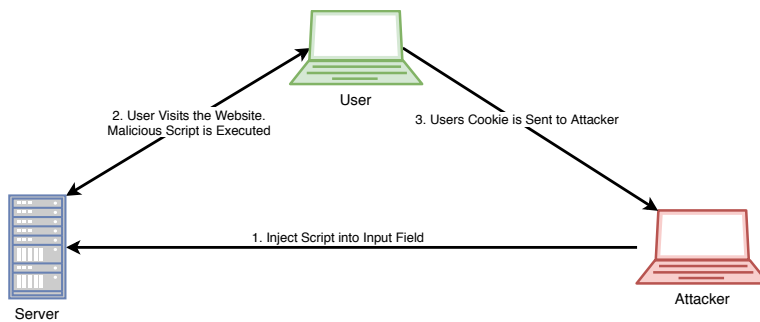 User
2. User Visits the Website.
Malicious Script is Executed
3. Users Cookie is Sent to Attacker
1. Inject Script into Input Field
Server
Attacker